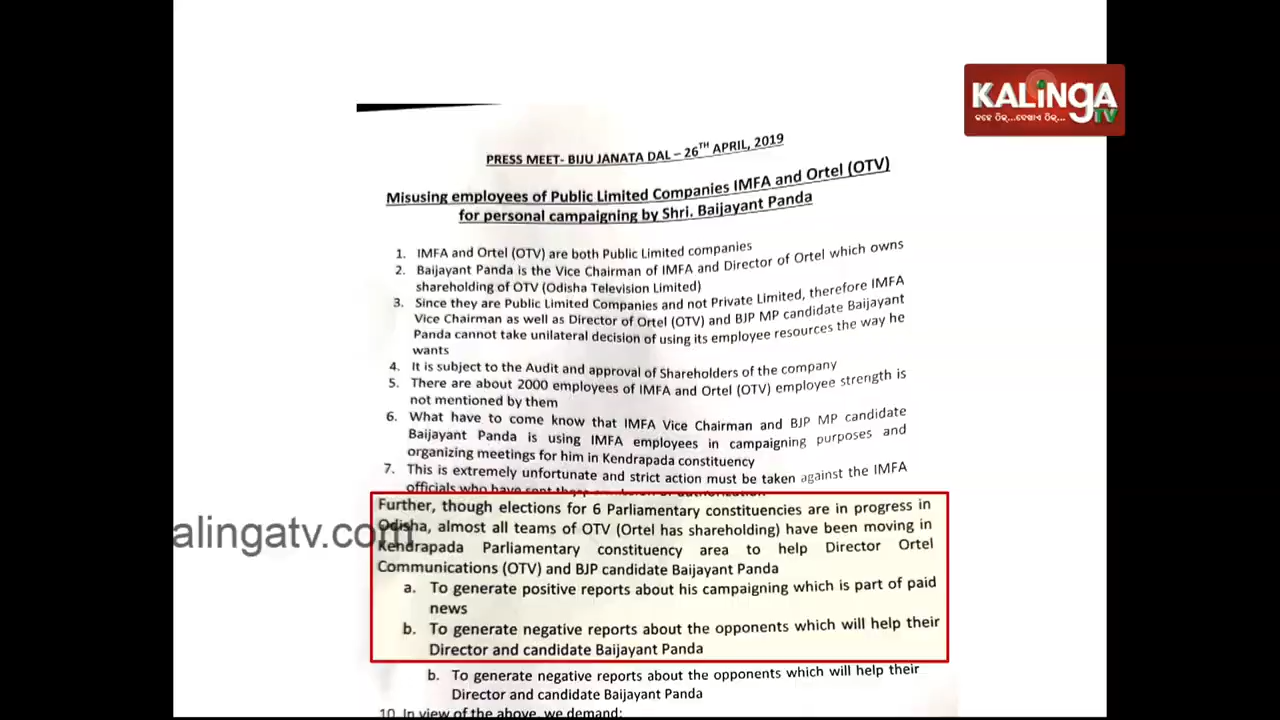 KALINGA TV
କହେ ଠିକ୍...ଦେଖାଏ ଠିକ୍...
PRESS MEET- BIJU JANATA DAL – 26TH APRIL, 2019
Misusing employees of Public Limited Companies IMFA and Ortel (OTV)
for personal campaigning by Shri. Baijayant Panda
1. IMFA and Ortel (OTV) are both Public Limited companies
2. Baijayant Panda is the Vice Chairman of IMFA and Director of Ortel which owns
shareholding of OTV (Odisha Television Limited)
3. Since they are Public Limited Companies and not Private Limited, therefore IMFA
Vice Chairman as well as Director of Ortel (OTV) and BJP MP candidate Baijayant
Panda cannot take unilateral decision of using its employee resources the way he
wants
4. It is subject to the Audit and approval of Shareholders of the company
5. There are about 2000 employees of IMFA and Ortel (OTV) employee strength is
not mentioned by them
6. What have to come know that IMFA Vice Chairman and BJP MP candidate
Baijayant Panda is using IMFA employees in campaigning purposes and
organizing meetings for him in Kendrapada constituency
7. This is extremely unfortunate and strict action must be taken against the IMFA
officials who have sent
Further, though elections for 6 Parliamentary constituencies are in progress in
Odisha, almost all teams of OTV (Ortel has shareholding) have been moving in
alingatv.com
Kendrapada Parliamentary constituency area to help Director Ortel
Communications (OTV) and BJP candidate Baijayant Panda
a. To generate positive reports about his campaigning which is part of paid
news
b. To generate negative reports about the opponents which will help their
Director and candidate Baijayant Panda
b. To generate negative reports about the opponents which will help their
Director and candidate Baijayant Panda
10. In view of the above, we demand: